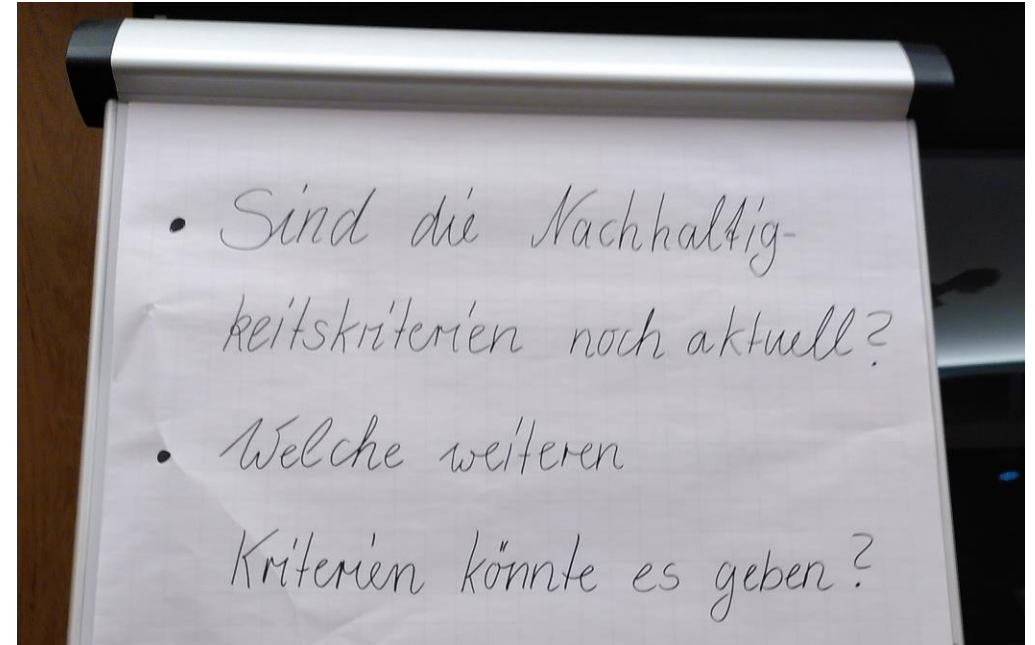 • Sind die Nachhaltig-
keitskriterien noch aktuell?
• Welche weiteren
Kriterien könnte es geben?